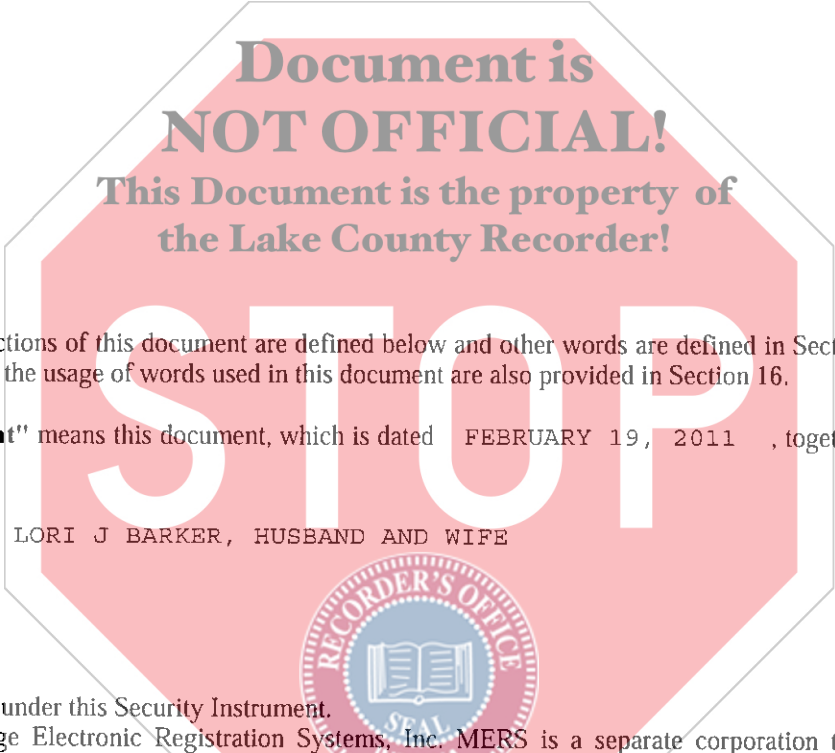 Document is
NOT OFFICIAL!
This Document is the property of
the Lake County Recorder!
STOP
ctions of this document are defined below and other words are defined in Sect
the usage of words used in this document are also provided in Section 16.
t" means this document, which is dated FEBRUARY 19, 2011 , toget
LORI J BARKER, HUSBAND AND WIFE
RECORDER'S OFFICE
SEAL
under this Security Instrument.
ge Electronic Registration Systems, Inc. MERS is a separate corporation